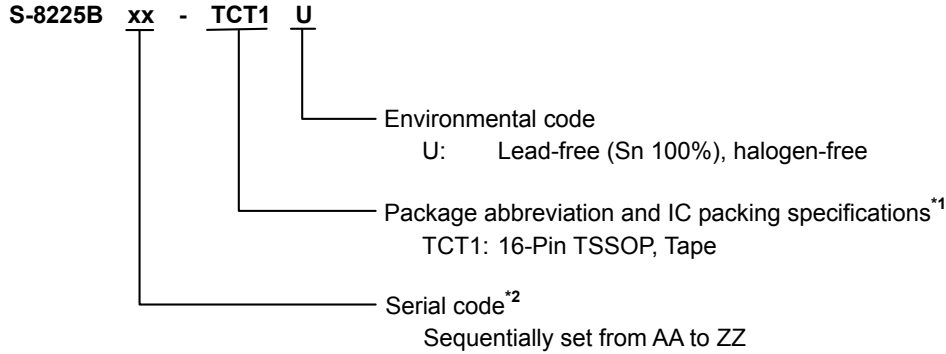 S-8225B xx - TCT1 U
Environmental code
U: Lead-free (Sn 100%), halogen-free
Package abbreviation and IC packing specifications*1
TCT1: 16-Pin TSSOP, Tape
Serial code*2
Sequentially set from AA to ZZ